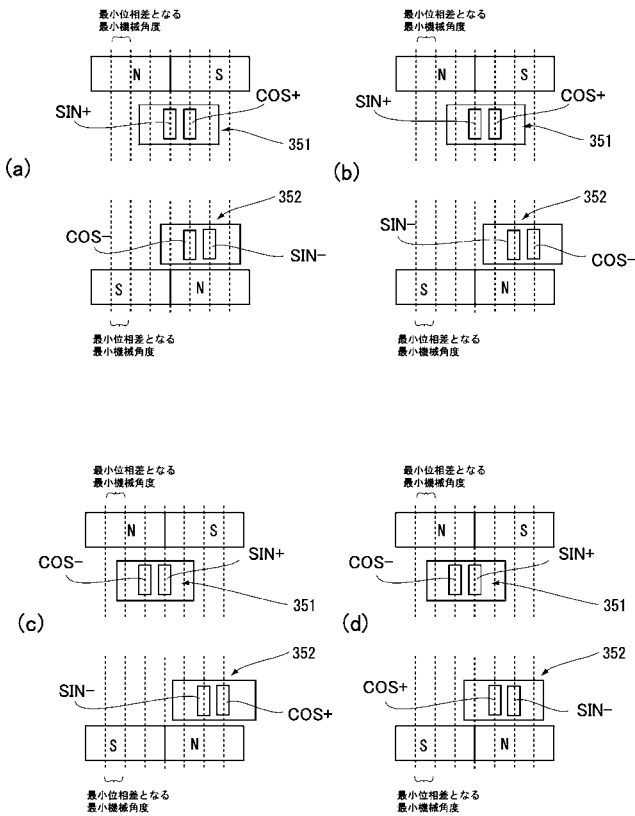 最小位相差となる
最小機械角度
N
S
SIN+
COS+
351
(a)
352
COS−
SIN−
S
N
最小位相差となる
最小機械角度
最小位相差となる
最小機械角度
N
S
SIN+
COS+
351
(b)
352
SIN−
COS−
S
N
最小位相差となる
最小機械角度
最小位相差となる
最小機械角度
N
S
COS−
SIN+
351
(c)
352
SIN−
COS+
S
N
最小位相差となる
最小機械角度
最小位相差となる
最小機械角度
N
S
COS−
SIN+
351
(d)
352
COS+
SIN−
S
N
最小位相差となる
最小機械角度